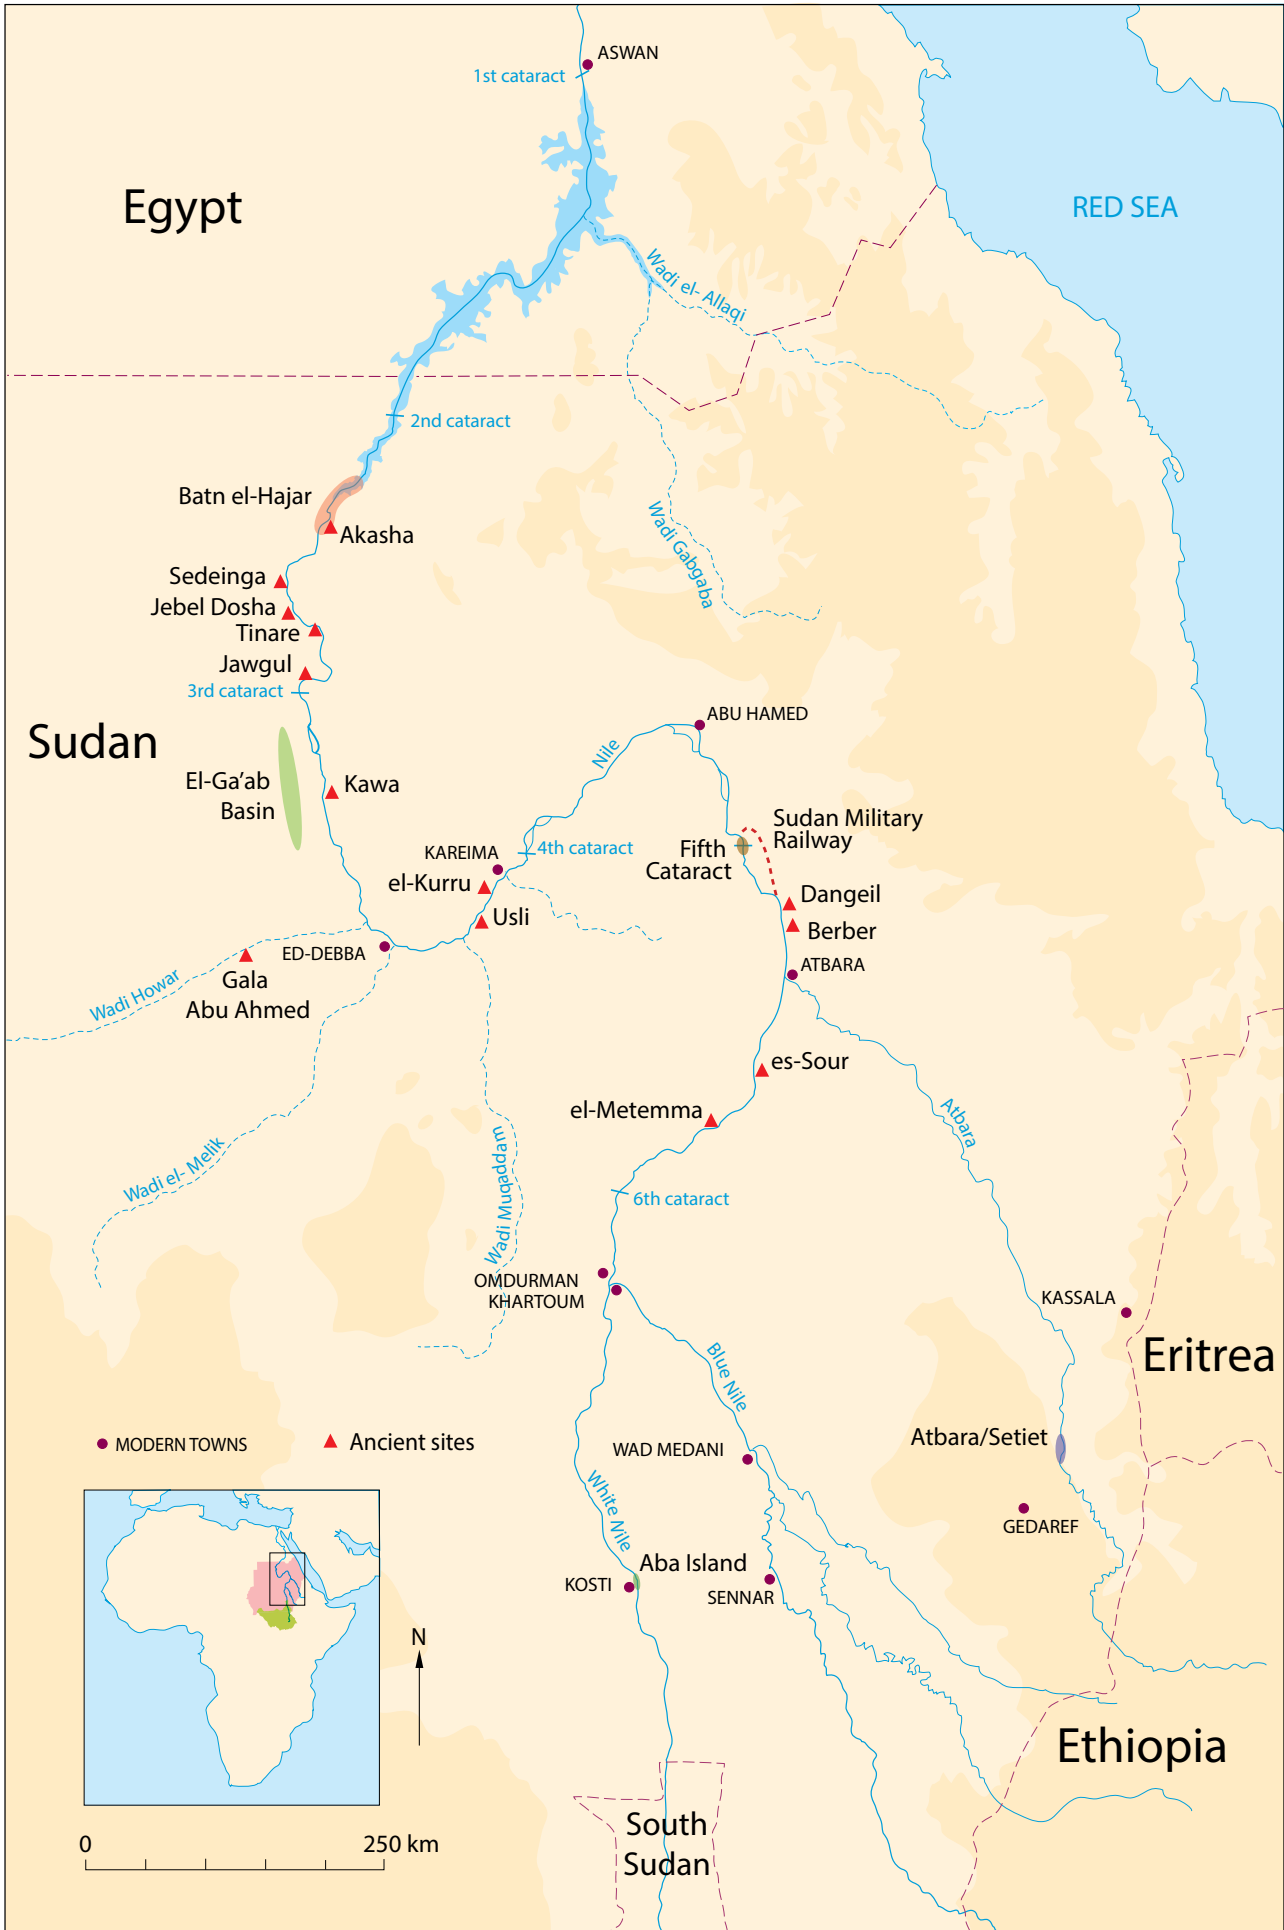 ASWAN
1st cataract
Egypt
RED SEA
Wadi el- Allaqi
2nd cataract
Batn el-Hajar
Akasha
Wadi Gabgaba
Sedeinga
Jebel Dosha
Tinare
Jawgul
3rd cataract
ABU HAMED
Sudan
Nile
El-Ga'ab
Basin
Kawa
Sudan Military
Railway
Fifth
Cataract
4th cataract
KAREIMA
el-Kurru
Dangeil
Usli
Berber
ED-DEBBA
ATBARA
Gala
Abu Ahmed
Wadi Howar
es-Sour
el-Metemma
Atbara
Wadi el- Melik
Wadi Muqaddam
6th cataract
OMDURMAN
KHARTOUM
KASSALA
Eritrea
Blue Nile
MODERN TOWNS
Ancient sites
WAD MEDANI
Atbara/Setiet
White Nile
GEDAREF
Aba Island
KOSTI
SENNAR
N
Ethiopia
South
Sudan
0
250 km